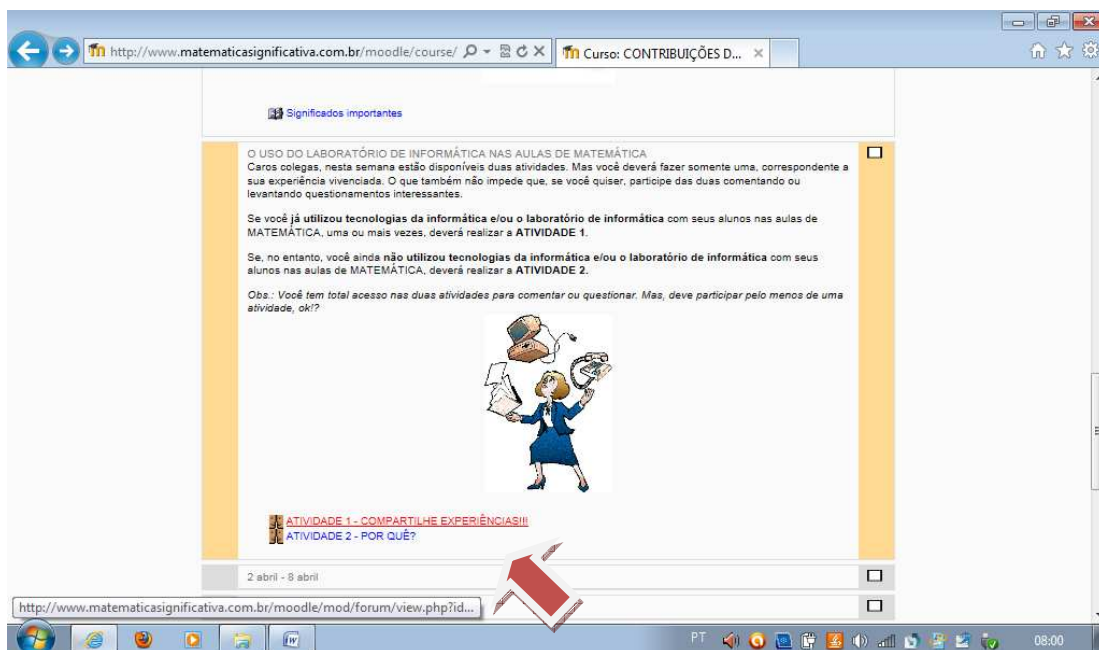 http://www.matematicasignificativa.com.br/moodle/course/
Curso: CONTRIBUIÇÕES D...
Significados importantes
O USO DO LABORATÓRIO DE INFORMÁTICA NAS AULAS DE MATEMÁTICA
Caros colegas, nesta semana estão disponíveis duas atividades. Mas você deverá fazer somente uma, correspondente a
sua experiência vivenciada. O que também não impede que, se você quiser, participe das duas comentando ou
levantando questionamentos interessantes.
Se você já utilizou tecnologias da informática e/ou o laboratório de informática com seus alunos nas aulas de
MATEMÁTICA, uma ou mais vezes, deverá realizar a ATIVIDADE 1.
Se, no entanto, você ainda não utilizou tecnologias da informática e/ou o laboratório de informática com seus
alunos nas aulas de MATEMÁTICA, deverá realizar a ATIVIDADE 2.
Obs.: Você tem total acesso nas duas atividades para comentar ou questionar. Mas, deve participar pelo menos de uma
atividade, ok!?
ATIVIDADE 1 - COMPARTILHE EXPERIÊNCIAS!!!
ATIVIDADE 2 - POR QUÊ?
2 abril - 8 abril
http://www.matematicasignificativa.com.br/moodle/mod/forum/view.php?id...
PT
08:00